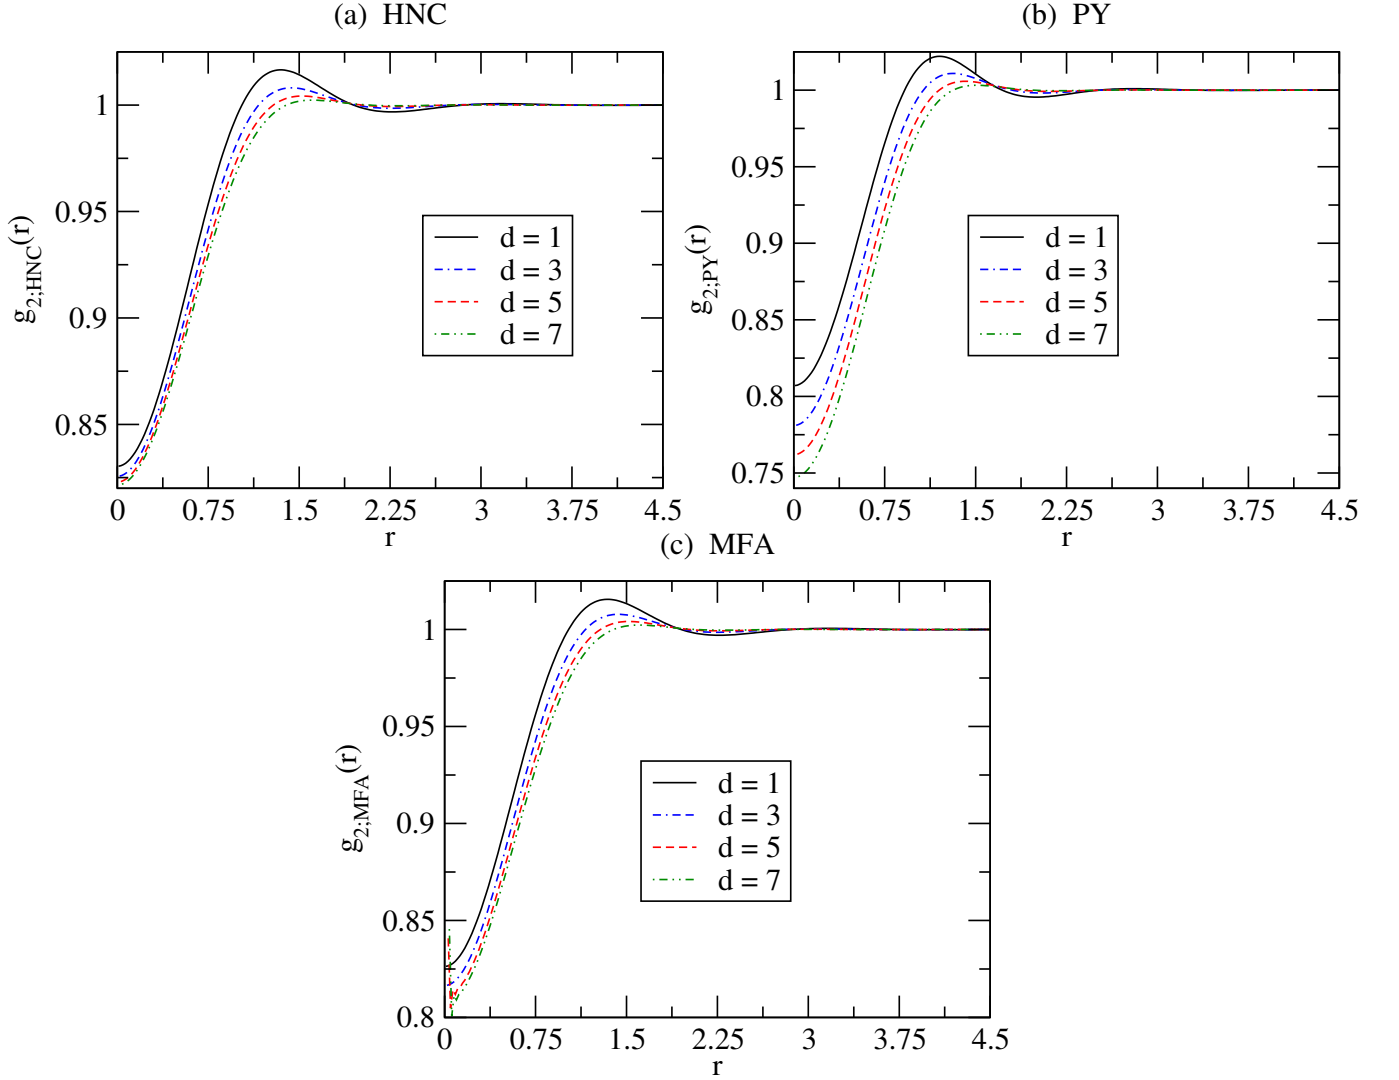 (a) HNC
g2;HNC(r)
1
0.95
0.9
0.85
0 0.75 1.5 2.25 3 3.75 4.5
r
d = 1
d = 3
d = 5
d = 7
(b) PY
g2;PY(r)
1
0.95
0.9
0.85
0.8
0.75
0 0.75 1.5 2.25 3 3.75 4.5
r
d = 1
d = 3
d = 5
d = 7
(c) MFA
g2;MFA(r)
1
0.95
0.9
0.85
0.8
0 0.75 1.5 2.25 3 3.75 4.5
r
d = 1
d = 3
d = 5
d = 7